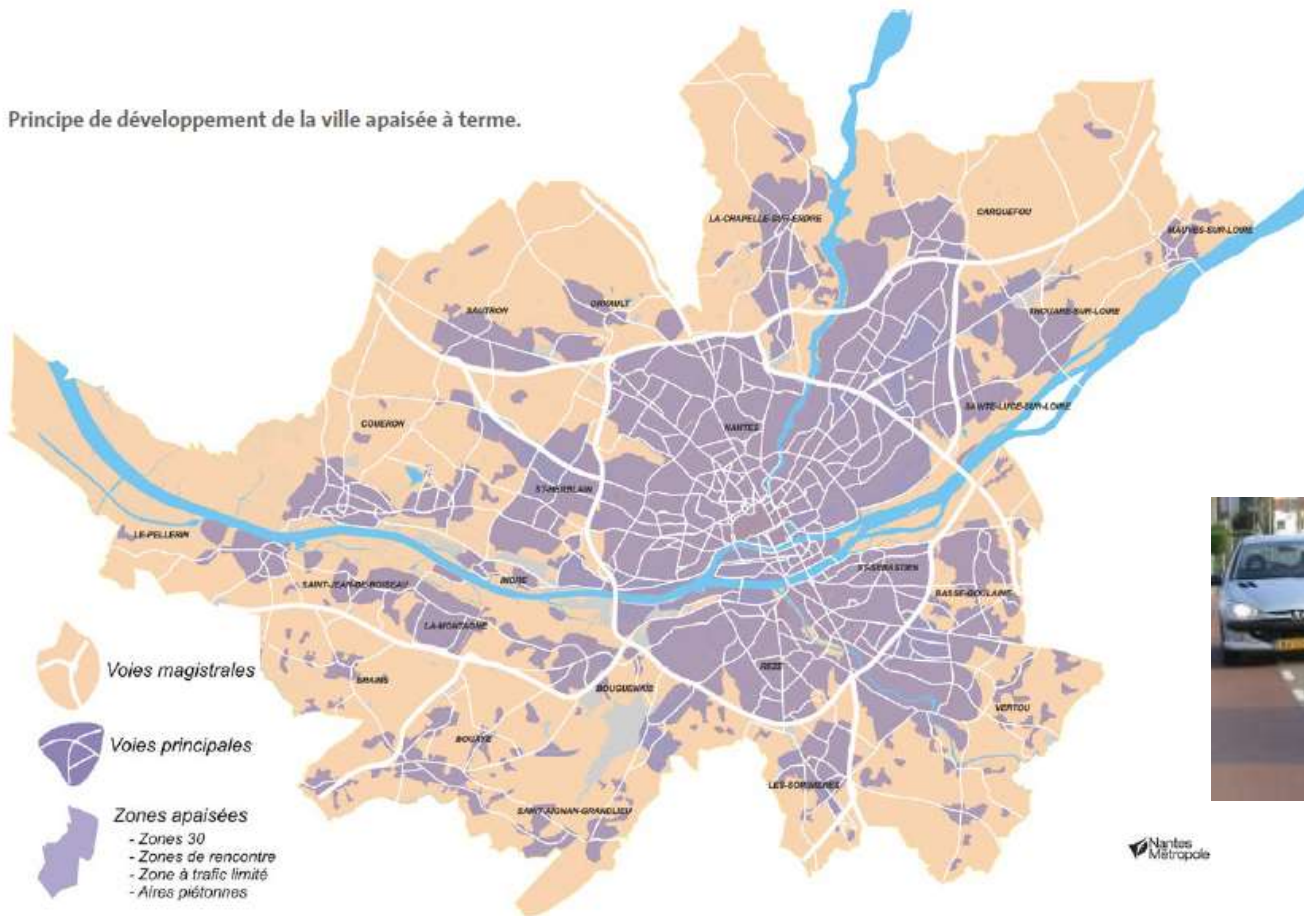 Principe de développement de la ville apaisée à terme.
LA-CHAPELLE-SUR-ERDRE
CARQUEFOU
MAUVES-SUR-LOIRE
SAUTRON
ORVAULT
THOUARE-SUR-LOIRE
SAINTE-LUCE-SUR-LOIRE
COUERON
NANTES
ST-HERBLAIN
LE-PELLERIN
INDRE
ST-SEBASTIEN
SAINT-JEAN-DE-BOISEAU
BASSE-GOULAINE
LA-MONTAGNE
REZE
BRAINS
BOUGUENAIS
VERTOU
BOUAYE
LES-SORINIERES
SAINT-AIGNAN-GRANDLIEU
Voies magistrales
Voies principales
Zones apaisées
- Zones 30
- Zones de rencontre
- Zone à trafic limité
- Aires piétonnes
Nantes
Métropole